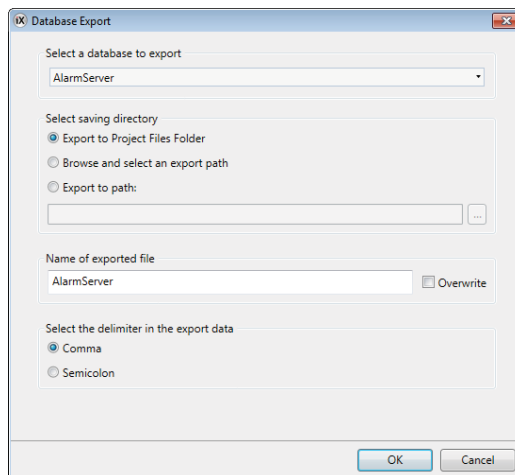 iX Database Export
Select a database to export
AlarmServer
Select saving directory
Export to Project Files Folder
Browse and select an export path
Export to path:
...
Name of exported file
AlarmServer
Overwrite
Select the delimiter in the export data
Comma
Semicolon
OK Cancel